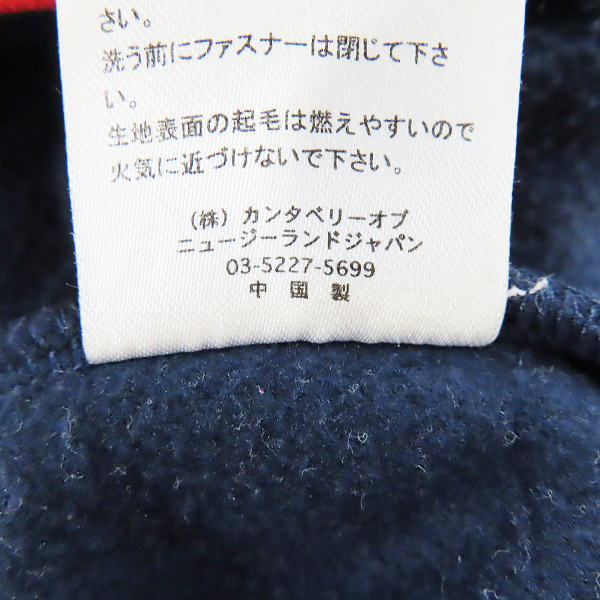 さい。
洗う前にファスナーは閉じて下さ
い。
生地表面の起毛は燃えやすいので
火気に近づけないで下さい。
(株) カンタベリーオブ
ニュージーランドジャパン
03-5227-5699
中国製